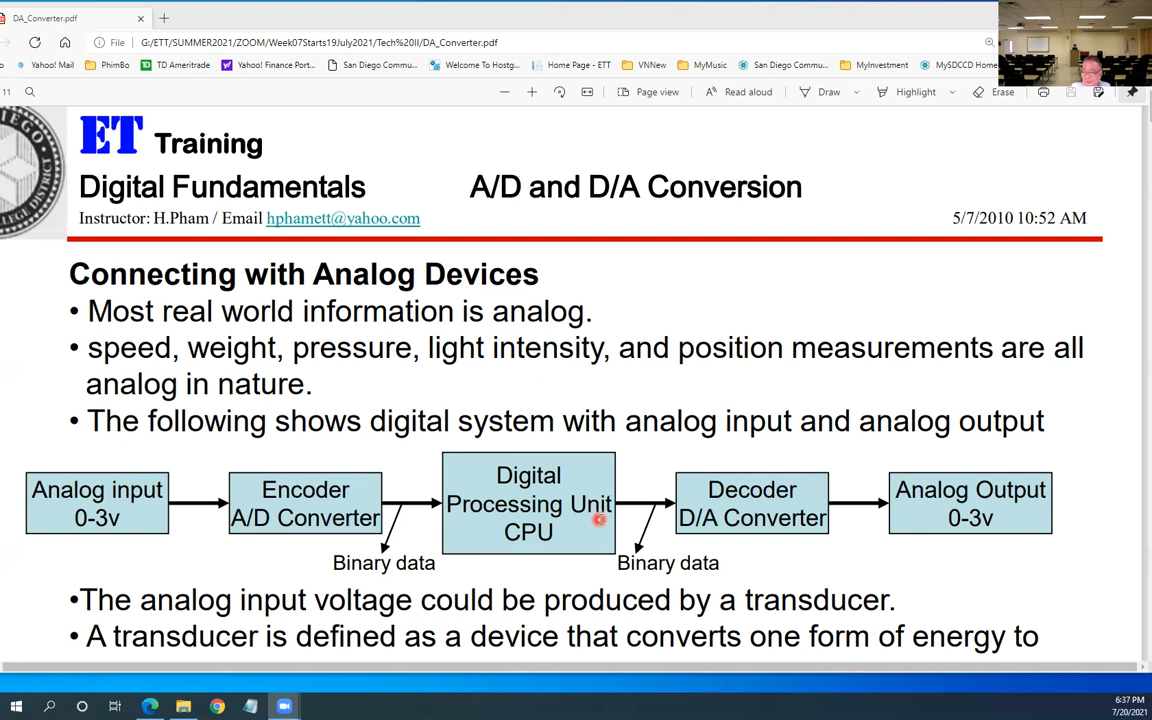 DA_Converter.pdf
File
G:/ETT/SUMMER2021/ZOOM/Week07Starts19July2021/Tech%20II/DA_Converter.pdf
Yahoo! Mail
PhimBo
TD Ameritrade
Yahoo! Finance Port...
San Diego Commu...
Welcome To Hostg...
Home Page - ETT
VNNew
MyMusic
San Diego Commu...
MyInvestment
MySDCCD Home
11
Page view
Read aloud
Draw
Highlight
Erase
ET Training
Digital Fundamentals A/D and D/A Conversion
Instructor: H.Pham / Email hphamett@yahoo.com 5/7/2010 10:52 AM
Connecting with Analog Devices
• Most real world information is analog.
• speed, weight, pressure, light intensity, and position measurements are all
analog in nature.
• The following shows digital system with analog input and analog output
Analog input
0-3v
Encoder
A/D Converter
Binary data
Digital
Processing Unit
CPU
Binary data
Decoder
D/A Converter
Analog Output
0-3v
•The analog input voltage could be produced by a transducer.
• A transducer is defined as a device that converts one form of energy to
6:37 PM
7/20/2021